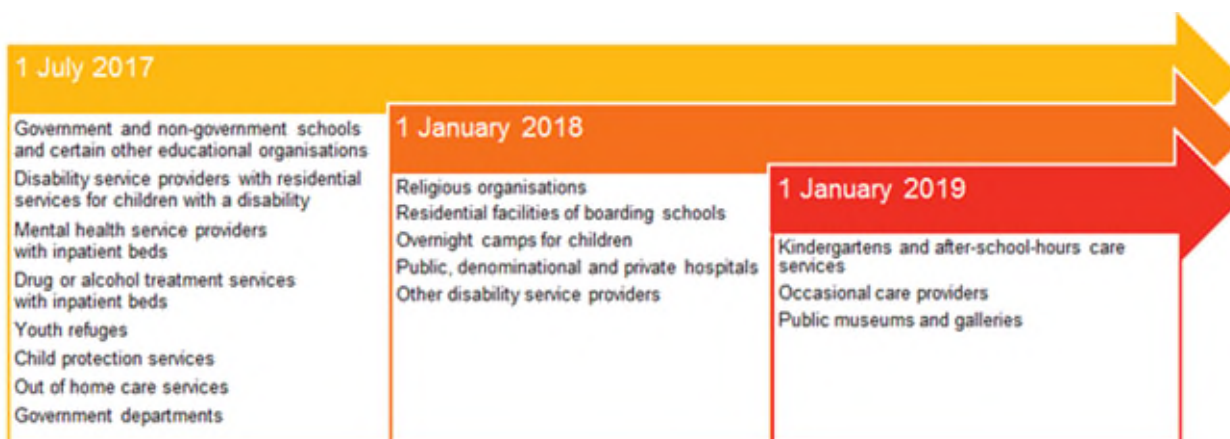 1 July 2017
Government and non-government schools
and certain other educational organisations
Disability service providers with residential
services for children with a disability
Mental health service providers
with inpatient beds
Drug or alcohol treatment services
with inpatient beds
Youth refuges
Child protection services
Out of home care services
Government departments
1 January 2018
Religious organisations
Residential facilities of boarding schools
Overnight camps for children
Public, denominational and private hospitals
Other disability service providers
1 January 2019
Kindergartens and after-school-hours care
services
Occasional care providers
Public museums and galleries